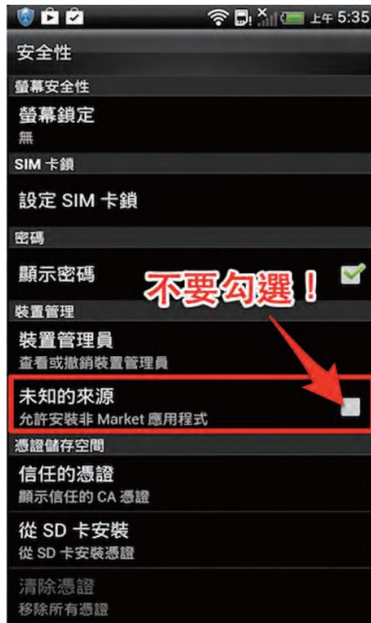 上午 5:35
安全性
螢幕安全性
螢幕鎖定
無
SIM 卡鎖
設定 SIM 卡鎖
密碼
顯示密碼
不要勾選！
裝置管理
裝置管理員
查看或撤銷裝置管理員
未知的來源
允許安裝非 Market 應用程式
憑證儲存空間
信任的憑證
顯示信任的 CA 憑證
從 SD 卡安裝
從 SD 卡安裝憑證
清除憑證
移除所有憑證